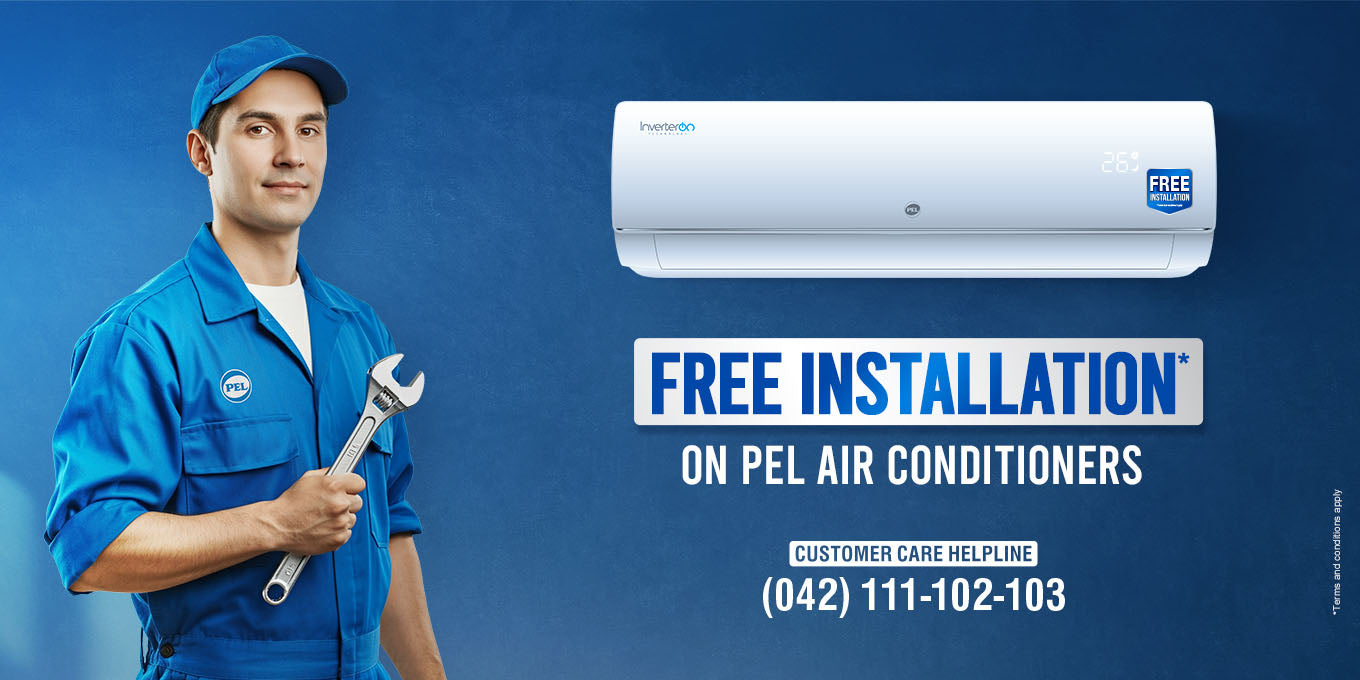 InverterOn
TECHNOLOGY
26°
FREE
INSTALLATION
PEL
PEL
FREE INSTALLATION*
ON PEL AIR CONDITIONERS
CUSTOMER CARE HELPLINE
(042) 111-102-103
*Terms and conditions apply